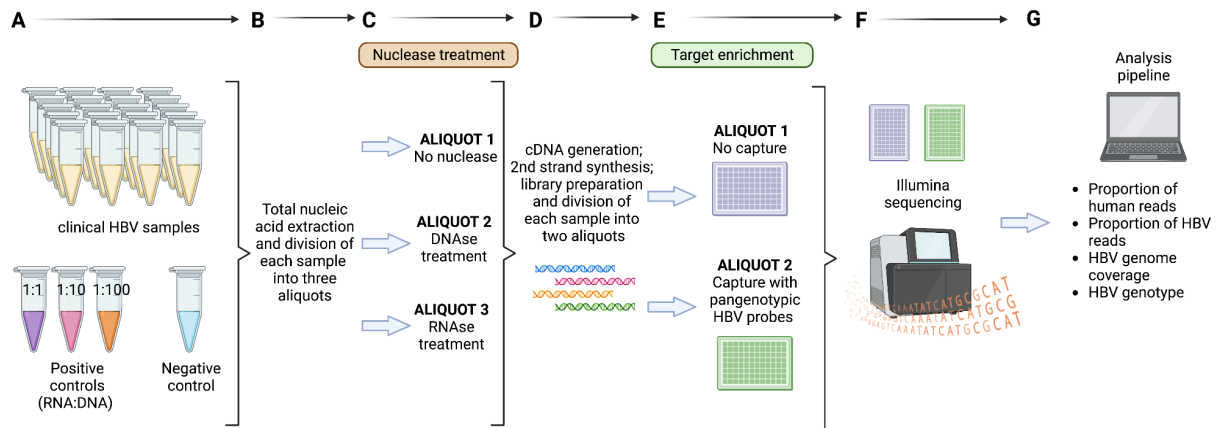 A
B
C
D
E
F
G
Nuclease treatment
Target enrichment
clinical HBV samples
1:1
1:10
1:100
Positive
controls
(RNA:DNA)
Negative
control
Total nucleic
acid extraction
and division of
each sample
into three
aliquots
ALIQUOT 1
No nuclease
ALIQUOT 2
DNAse
treatment
ALIQUOT 3
RNAse
treatment
cDNA generation;
2nd strand synthesis;
library preparation
and division of
each sample into
two aliquots
ALIQUOT 1
No capture
ALIQUOT 2
Capture with
pangenotypic
HBV probes
Illumina
sequencing
Analysis
pipeline
• Proportion of
human reads
• Proportion of HBV
reads
• HBV genome
coverage
• HBV genotype